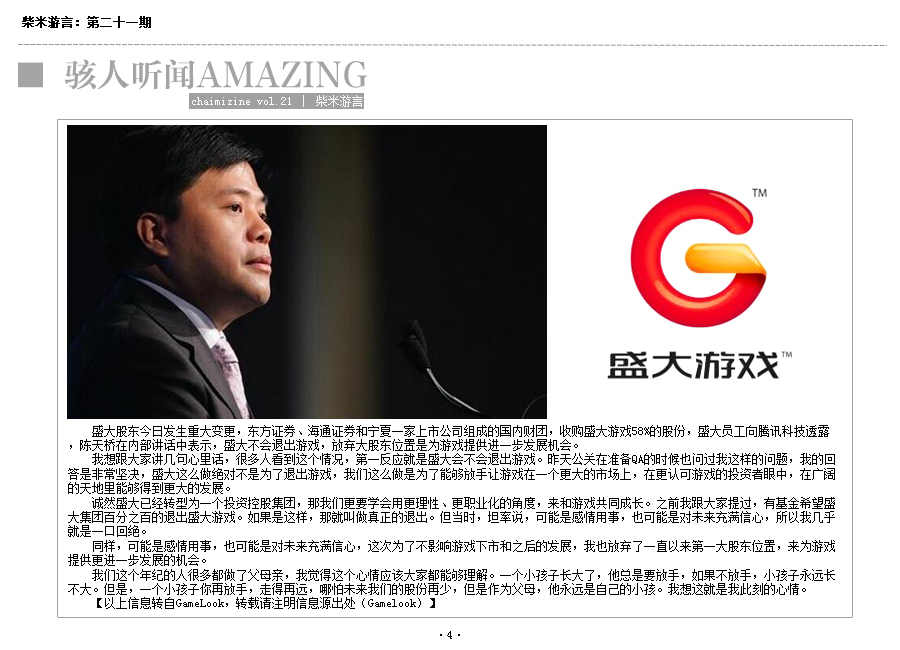 柴米游言：第二十一期
骇人听闻AMAZING
chaimizine vol.21 | 柴米游言
TM
盛大游戏TM
盛大股东今日发生重大变更，东方证券、海通证券和宁夏一家上市公司组成的国内财团，收购盛大游戏58%的股份，盛大员工向腾讯科技透露
，陈天桥在内部讲话中表示，盛大不会退出游戏，放弃大股东位置是为游戏提供进一步发展机会。
我想跟大家讲几句心里话，很多人看到这个情况，第一反应就是盛大会不会退出游戏。昨天公关在准备QA的时候也问过我这样的问题，我的回
答是非常坚决，盛大这么做绝对不是为了退出游戏，我们这么做是为了能够放手让游戏在一个更大的市场上，在更认可游戏的投资者眼中，在广阔
的天地里能够得到更大的发展。
诚然盛大已经转型为一个投资控股集团，那我们更要学会用更理性、更职业化的角度，来和游戏共同成长。之前我跟大家提过，有基金希望盛
大集团百分之百的退出盛大游戏。如果是这样，那就叫做真正的退出。但当时，坦率说，可能是感情用事，也可能是对未来充满信心，所以我几乎
就是一口回绝。
同样，可能是感情用事，也可能是对未来充满信心，这次为了不影响游戏下市和之后的发展，我也放弃了一直以来第一大股东位置，来为游戏
提供更进一步发展的机会。
我们这个年纪的人很多都做了父母亲，我觉得这个心情应该大家都能够理解。一个小孩子长大了，他总是要放手，如果不放手，小孩子永远长
不大。但是，一个小孩子你再放手，走得再远，哪怕未来我们的股份再少，但是作为父母，他永远是自己的小孩。我想这就是我此刻的心情。
【以上信息转自GameLook，转载请注明信息源出处（Gamelook）】
· 4 ·